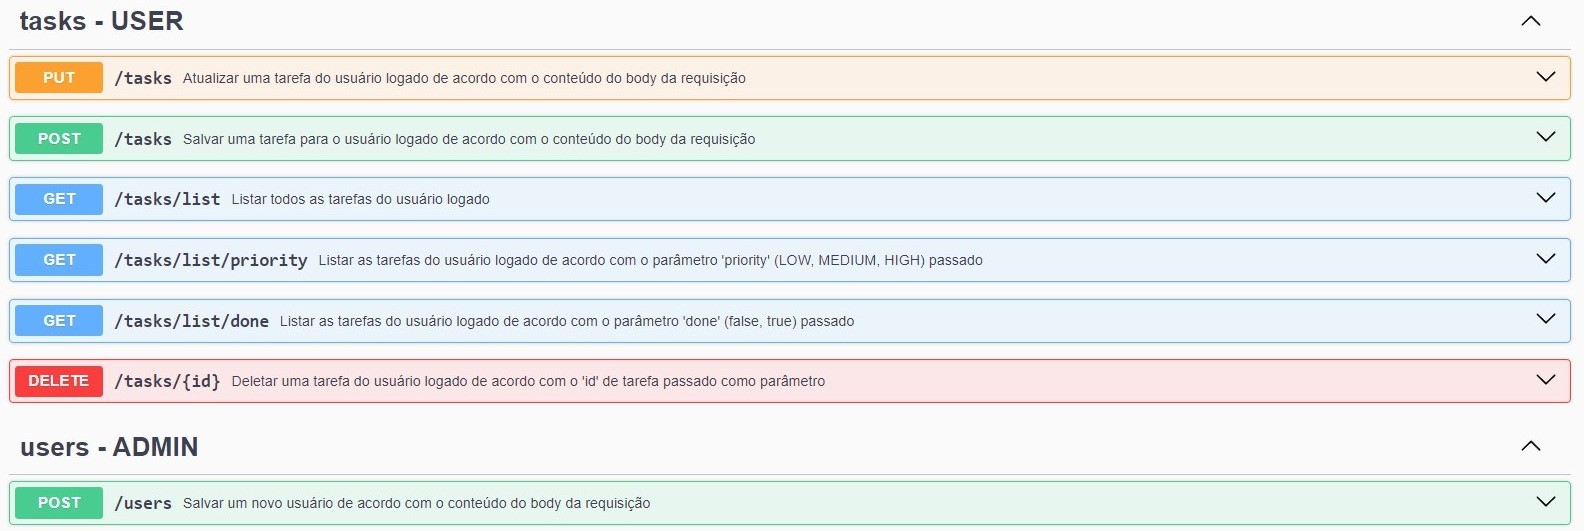 tasks - USER
PUT /tasks Atualizar uma tarefa do usuário logado de acordo com o conteúdo do body da requisição
POST /tasks Salvar uma tarefa para o usuário logado de acordo com o conteúdo do body da requisição
GET /tasks/list Listar todos as tarefas do usuário logado
GET /tasks/list/priority Listar as tarefas do usuário logado de acordo com o parâmetro 'priority' (LOW, MEDIUM, HIGH) passado
GET /tasks/list/done Listar as tarefas do usuário logado de acordo com o parâmetro 'done' (false, true) passado
DELETE /tasks/{id} Deletar uma tarefa do usuário logado de acordo com o 'id' de tarefa passado como parâmetro
users - ADMIN
POST /users Salvar um novo usuário de acordo com o conteúdo do body da requisição